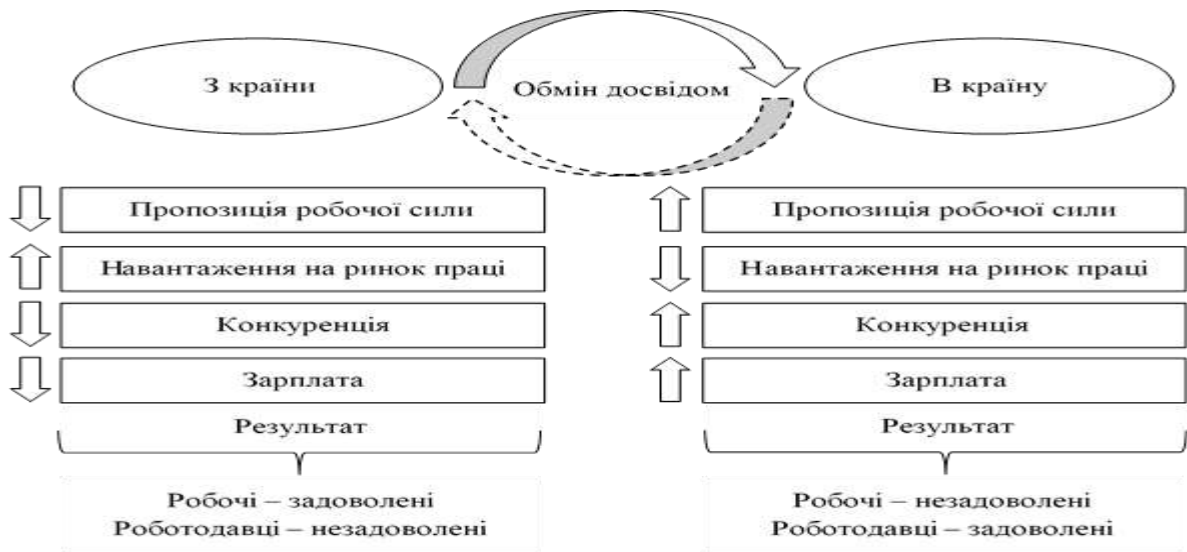 З країни
Обмін досвідом
В країну
Пропозиція робочої сили
Навантаження на ринок праці
Конкуренція
Зарплата
Результат
Робочі – задоволені
Роботодавці – незадоволені
Пропозиція робочої сили
Навантаження на ринок праці
Конкуренція
Зарплата
Результат
Робочі – незадоволені
Роботодавці – задоволені